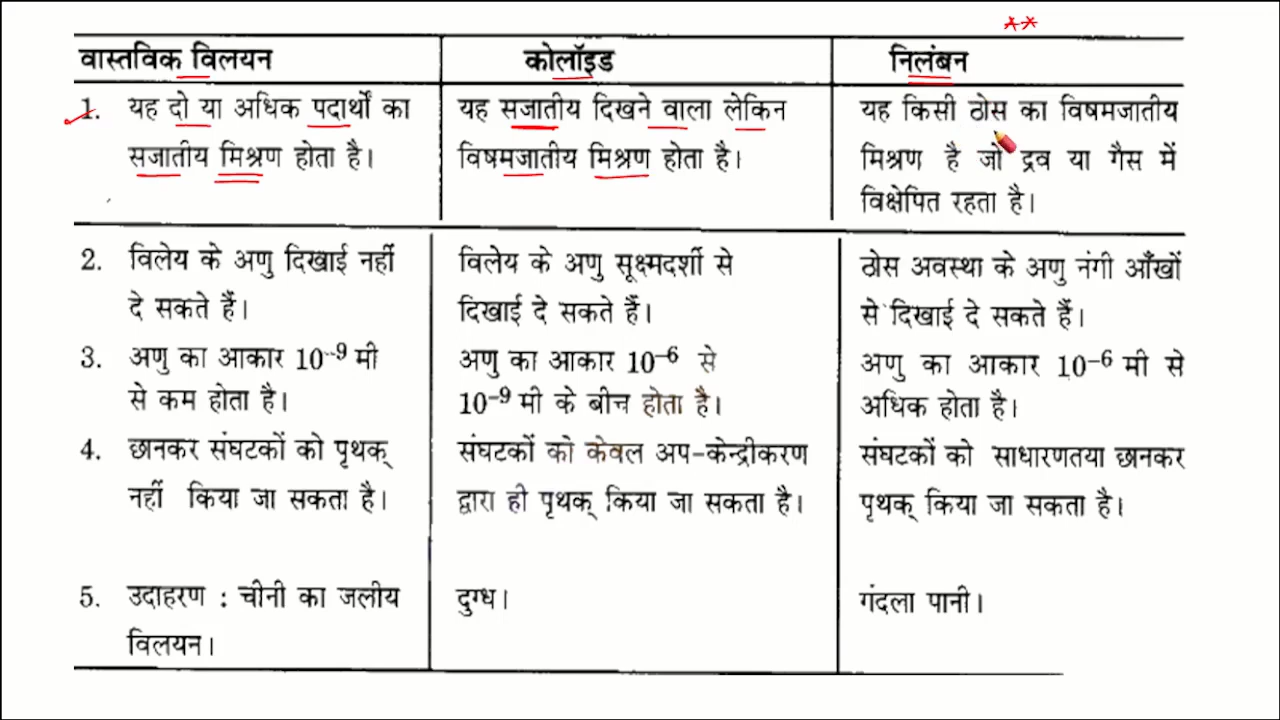 **
वास्तविक विलयन कोलॉइड निलंबन
1. यह दो या अधिक पदार्थों का
सजातीय मिश्रण होता है।
यह सजातीय दिखने वाला लेकिन
विषमजातीय मिश्रण होता है।
यह किसी ठोस का विषमजातीय
मिश्रण है जो द्रव या गैस में
विक्षेपित रहता है।
2. विलेय के अणु दिखाई नहीं
दे सकते हैं।
विलेय के अणु सूक्ष्मदर्शी से
दिखाई दे सकते हैं।
ठोस अवस्था के अणु नंगी आँखों
से दिखाई दे सकते हैं।
3. अणु का आकार 10⁻⁹ मी
से कम होता है।
अणु का आकार 10⁻⁶ से
10⁻⁹ मी के बीच होता है।
अणु का आकार 10⁻⁶ मी से
अधिक होता है।
4. छानकर संघटकों को पृथक्
नहीं किया जा सकता है।
संघटकों को केवल अप-केन्द्रीकरण
द्वारा ही पृथक् किया जा सकता है।
संघटकों को साधारणतया छानकर
पृथक् किया जा सकता है।
5. उदाहरण : चीनी का जलीय
विलयन।
दुग्ध।
गंदला पानी।